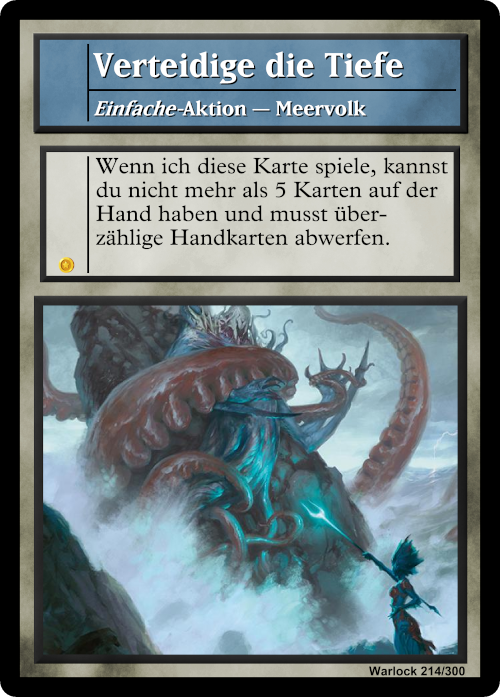 Verteidige die Tiefe
Einfache-Aktion — Meervolk
Wenn ich diese Karte spiele, kannst
du nicht mehr als 5 Karten auf der
Hand haben und musst über-
zählige Handkarten abwerfen.
Warlock 214/300